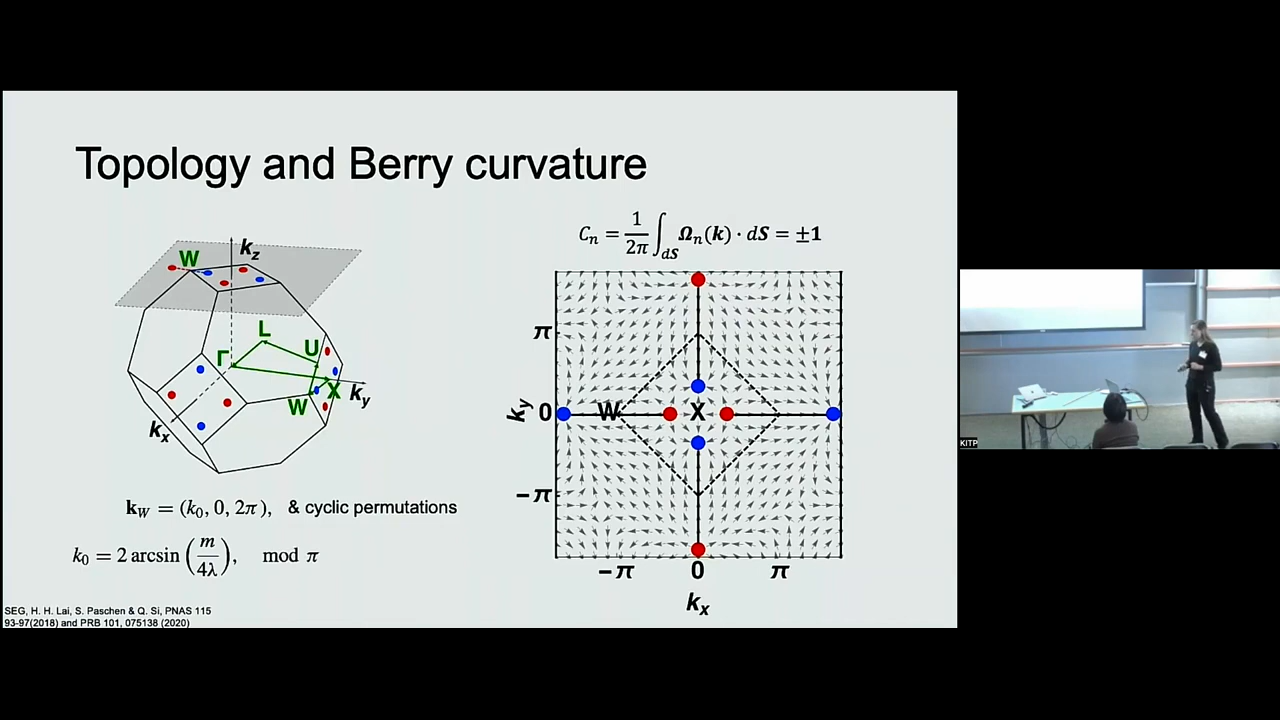 Topology and Berry curvature
W
k_z
L
Γ
U
X
W
k_y
k_x
𝐤_W = (k_0, 0, 2π), & cyclic permutations
k_0 = 2 arcsin (m/4λ), mod π
SEG, H. H. Lai, S. Paschen & Q. Si, PNAS 115
93-97(2018) and PRB 101, 075138 (2020)
C_n = 1/2π ∫_dS Ω_n(k) · dS = ±1
π
k_y 0 W X
−π
−π 0 π
k_x
KITP